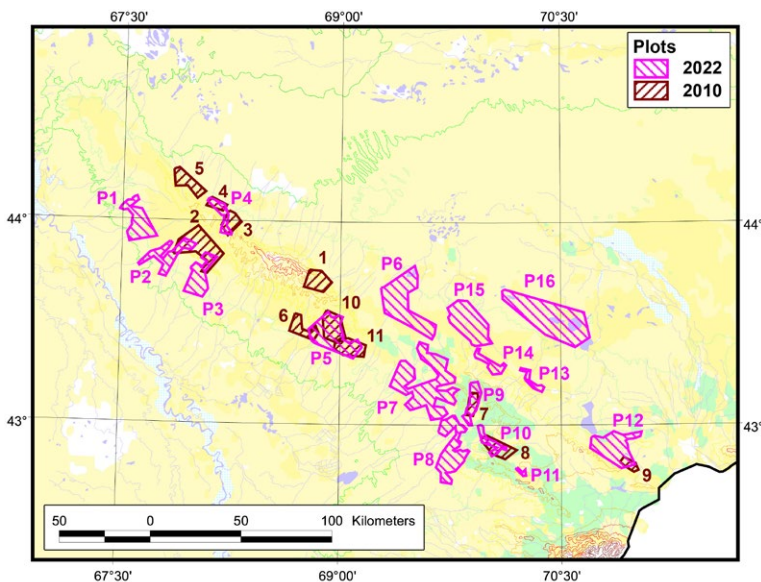 67°30' 69°00' 70°30'
Plots
2022
2010
5
P1
4
P4
2
3
44°
44°
P2
1
P6
P3
P15
P16
10
6
11
P5
P14
P13
P7
P9
7
43°
43°
P12
P10
P8
8
P11
9
50 0 50 100 Kilometers
67°30' 69°00' 70°30'